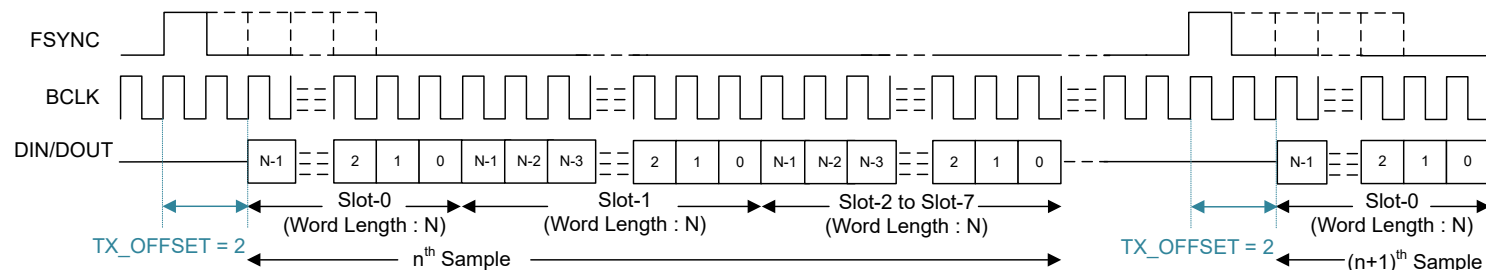 FSYNC
BCLK
DIN/DOUT
N-1 2 1 0 N-1 N-2 N-3 2 1 0 N-1 N-2 N-3 2 1 0 N-1 2 1 0
Slot-0 Slot-1 Slot-2 to Slot-7 Slot-0
(Word Length : N) (Word Length : N) (Word Length : N) (Word Length : N)
TX_OFFSET = 2 TX_OFFSET = 2
nth Sample (n+1)th Sample